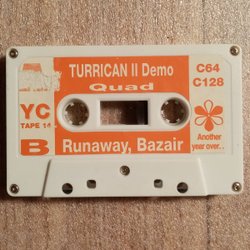 TURRICAN II Demo
Quad
C64
C128
YC
TAPE 14
B
Runaway, Bazair
Another
year over..